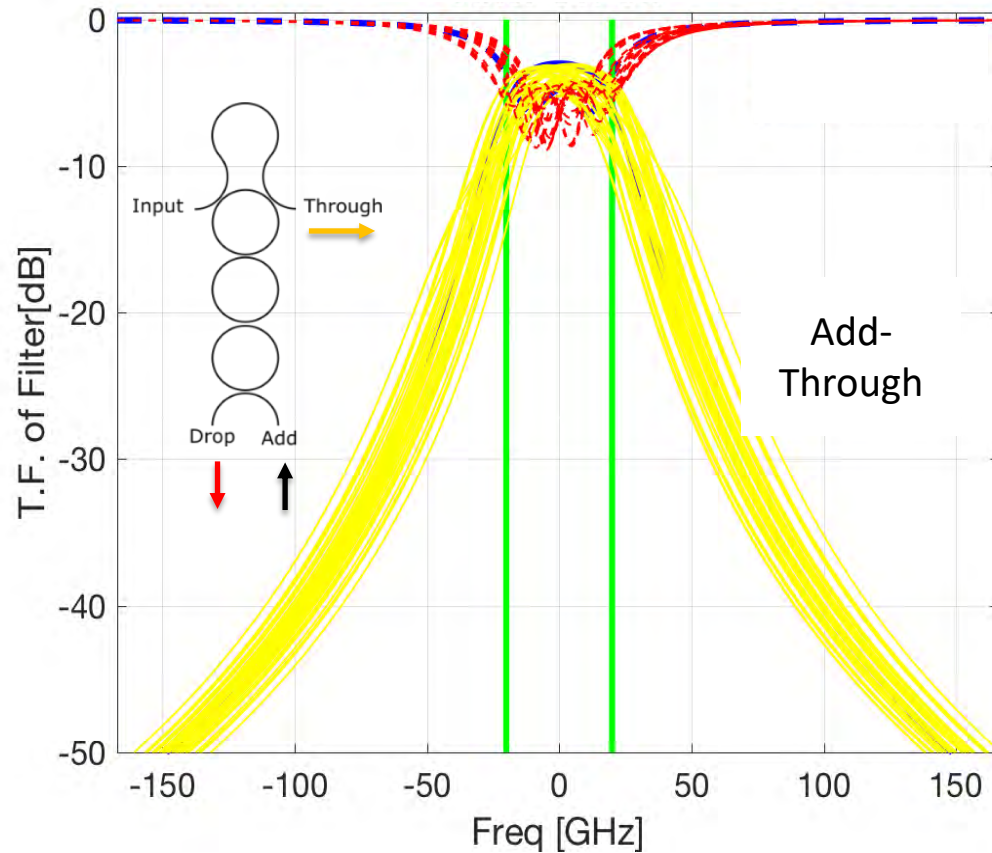 T.F. of Filter[dB]
0
-10
-20
-30
-40
-50
Input
Through
Drop
Add
Add-
Through
-150
-100
-50
0
50
100
150
Freq [GHz]